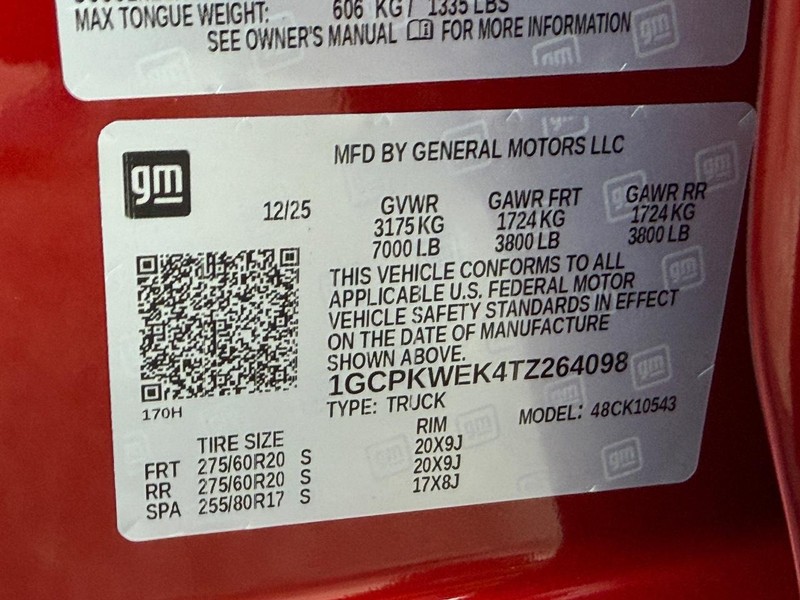 MAX TONGUE WEIGHT: 606 KG / 1335 LBS
SEE OWNER'S MANUAL FOR MORE INFORMATION
gm
MFD BY GENERAL MOTORS LLC
12/25
GVWR GAWR FRT GAWR RR
3175 KG 1724 KG 1724 KG
7000 LB 3800 LB 3800 LB
THIS VEHICLE CONFORMS TO ALL
APPLICABLE U.S. FEDERAL MOTOR
VEHICLE SAFETY STANDARDS IN EFFECT
ON THE DATE OF MANUFACTURE
SHOWN ABOVE.
1GCPKWEK4TZ264098
170H
TYPE: TRUCK MODEL: 48CK10543
TIRE SIZE RIM
FRT 275/60R20 S 20X9J
RR 275/60R20 S 20X9J
SPA 255/80R17 S 17X8J